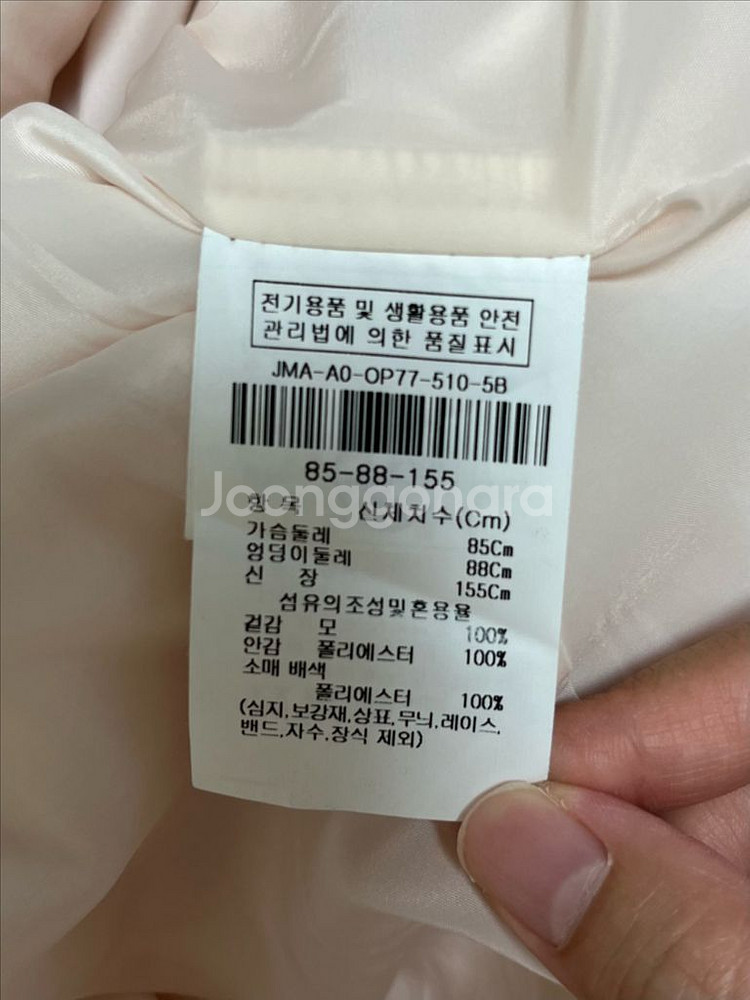 전기용품 및 생활용품 안전
관리법에 의한 품질표시
JMA-A0-OP77-510-5B
85-88-155
Joonggonara
항 목 신체치수(Cm)
가슴둘레 85Cm
엉덩이둘레 88Cm
신 장 155Cm
섬유의조성및혼용율
겉감 모 100%
안감 폴리에스터 100%
소매 배색
폴리에스터 100%
(심지,보강재,상표,무늬,레이스,
밴드,자수,장식 제외)